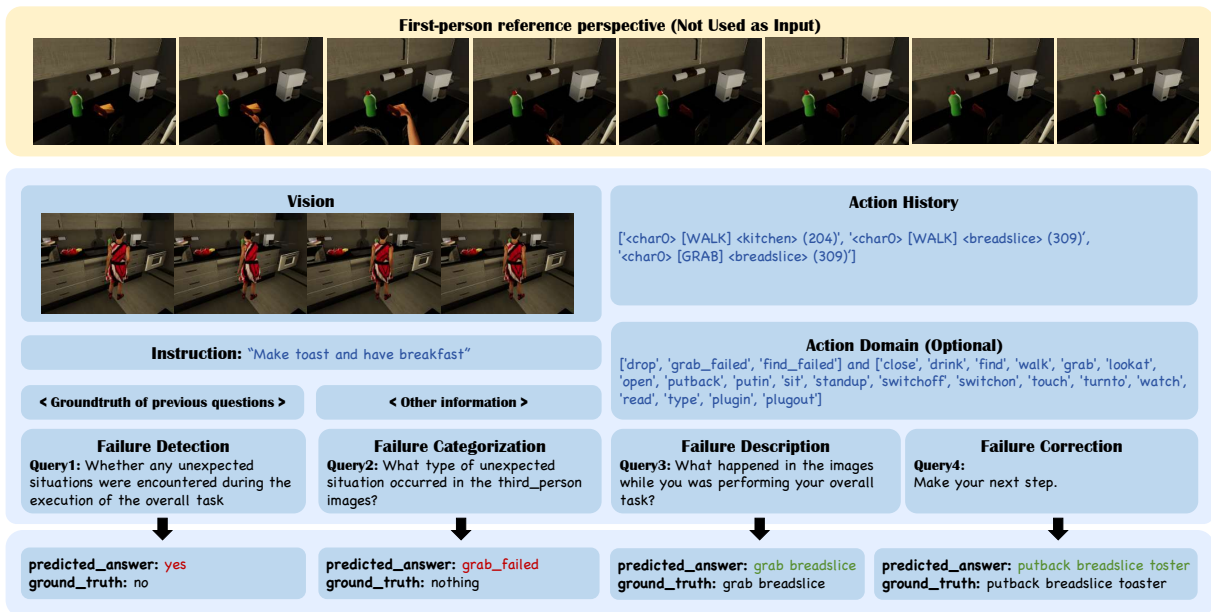 First-person reference perspective (Not Used as Input)
Vision
Action History
['<char0> [WALK] <kitchen> (204)', '<char0> [WALK] <breadslice> (309)',
'<char0> [GRAB] <breadslice> (309)']
Instruction: "Make toast and have breakfast"
Action Domain (Optional)
['drop', 'grab_failed', 'find_failed'] and ['close', 'drink', 'find', 'walk', 'grab', 'lookat',
'open', 'putback', 'putin', 'sit', 'standup', 'switchoff', 'switchon', 'touch', 'turnto', 'watch',
'read', 'type', 'plugin', 'plugout']
< Groundtruth of previous questions >
< Other information >
Failure Detection
Query1: Whether any unexpected
situations were encountered during the
execution of the overall task
Failure Categorization
Query2: What type of unexpected
situation occurred in the third_person
images?
Failure Description
Query3: What happened in the images
while you was performing your overall
task?
Failure Correction
Query4:
Make your next step.
predicted_answer: yes
ground_truth: no
predicted_answer: grab_failed
ground_truth: nothing
predicted_answer: grab breadslice
ground_truth: grab breadslice
predicted_answer: putback breadslice toster
ground_truth: putback breadslice toaster